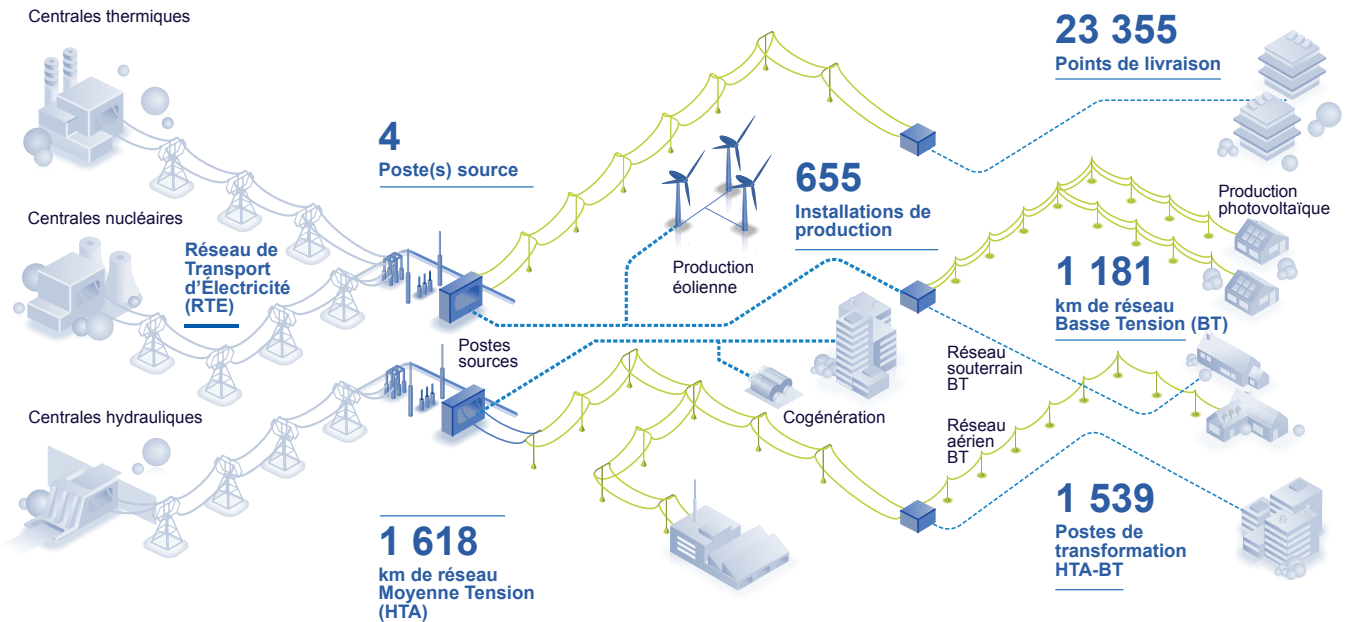 Centrales thermiques
23 355
Points de livraison
4
Poste(s) source
655
Installations de
production
Production
photovoltaïque
Centrales nucléaires
Réseau de
Transport
d’Électricité
(RTE)
Production
éolienne
1 181
km de réseau
Basse Tension (BT)
Postes
sources
Réseau
souterrain
BT
Centrales hydrauliques
Cogénération
Réseau
aérien
BT
1 618
km de réseau
Moyenne Tension
(HTA)
1 539
Postes de
transformation
HTA-BT